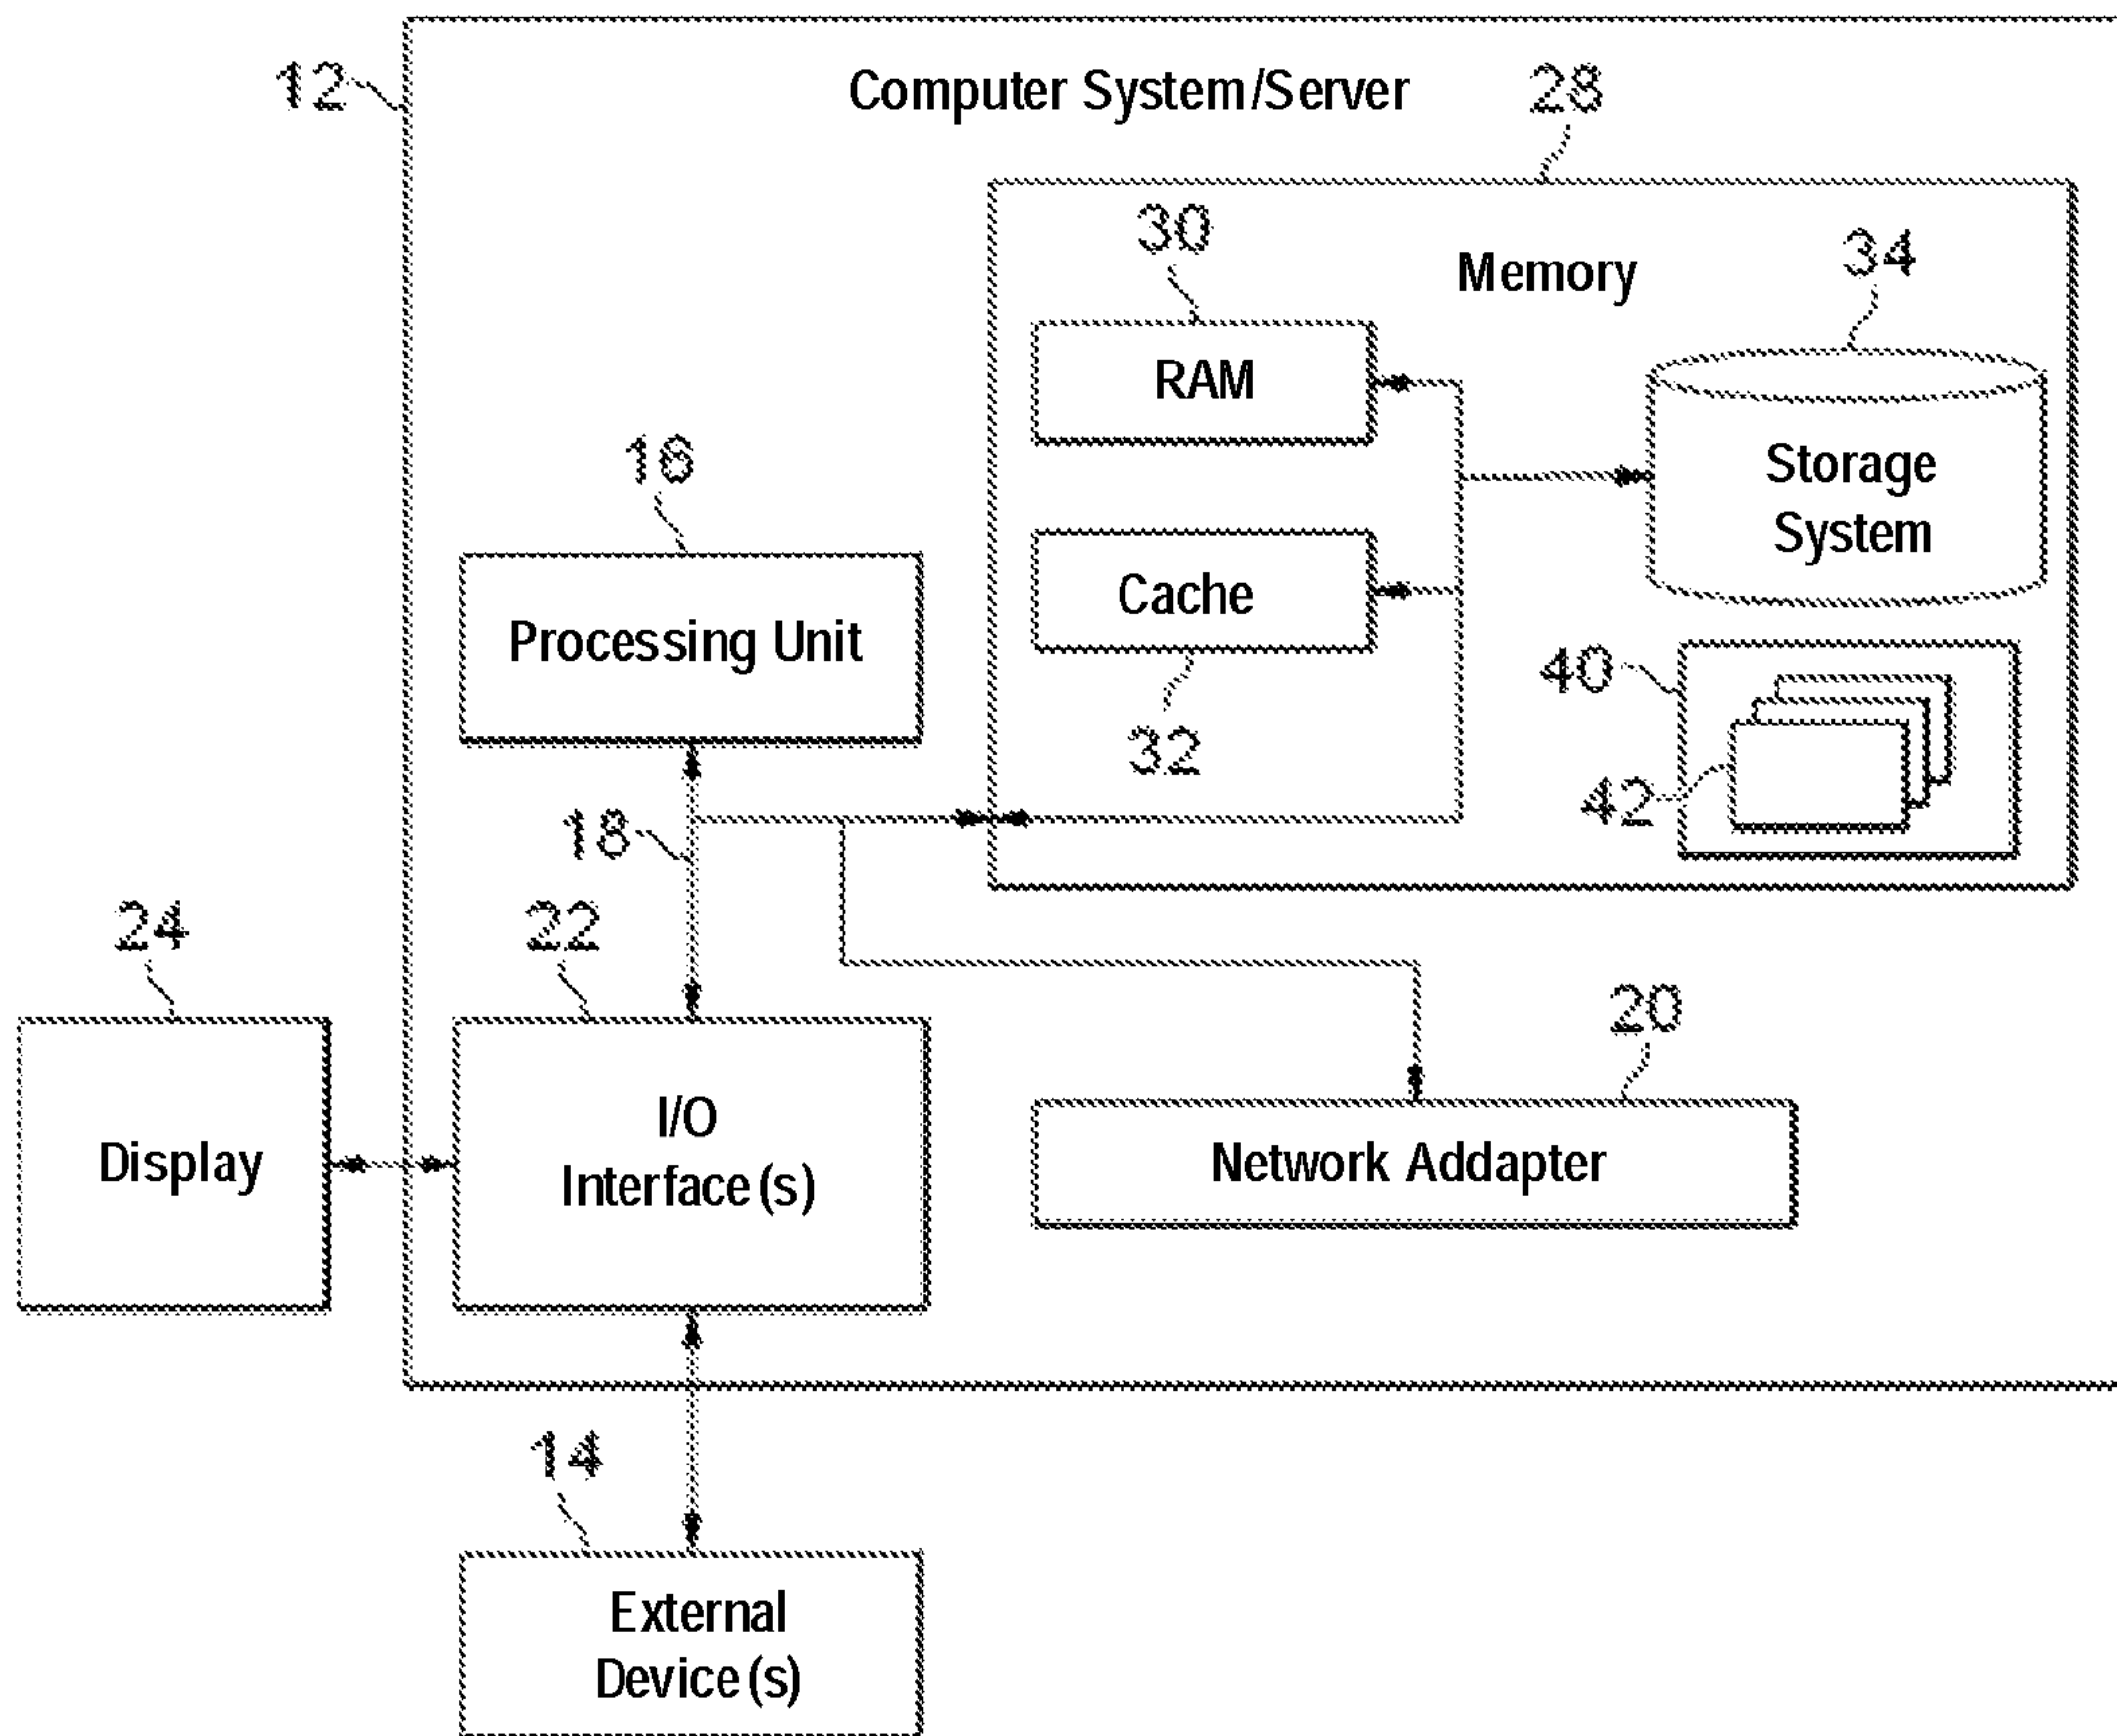 12
Computer System/Server
28
30
Memory
34
RAM
16
Storage
System
Cache
Processing Unit
40
32
42
18
24
22
20
I/O
Interface(s)
Display
Network Addapter
14
External
Device(s)